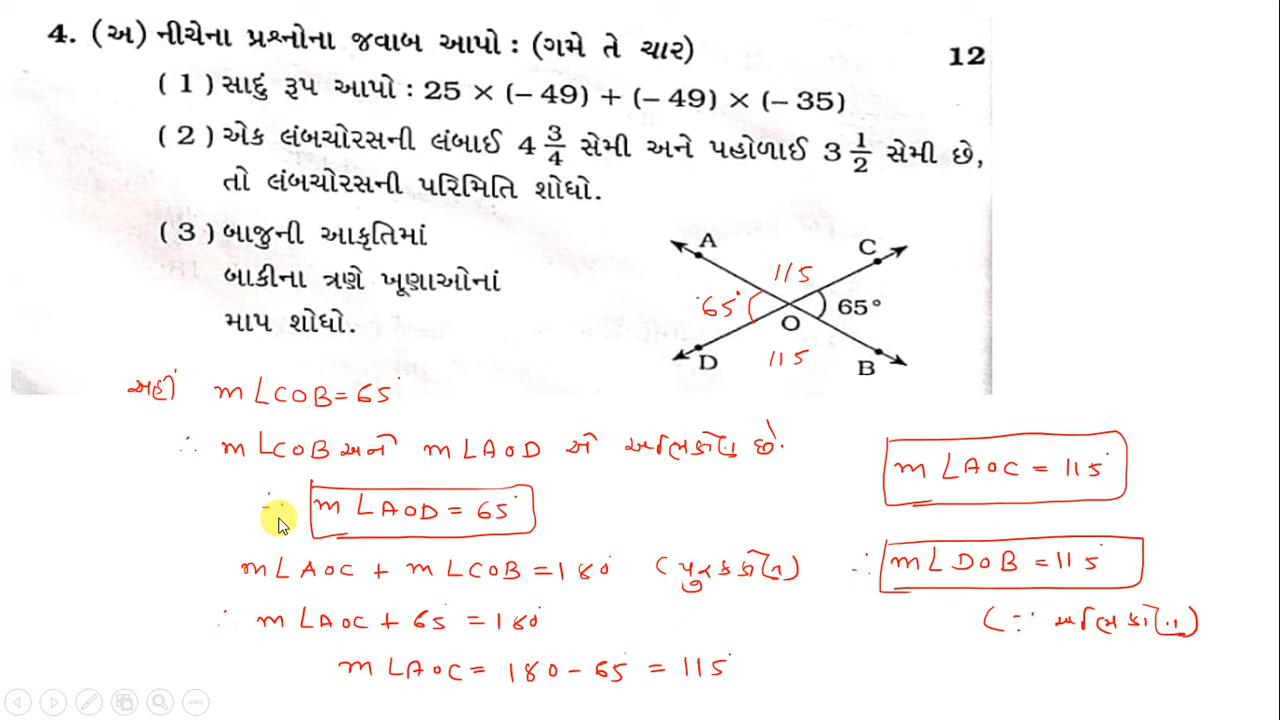 4. (અ) નીચેના પ્રશ્નોના જવાબ આપો : (ગમે તે ચાર) 12
(1) સાદું રૂપ આપો : 25 × (– 49) + (– 49) × (– 35)
(2) એક લંબચોરસની લંબાઈ 4 3/4 સેમી અને પહોળાઈ 3 1/2 સેમી છે,
તો લંબચોરસની પરિમિતિ શોધો.
(3) બાજુની આકૃતિમાં
બાકીના ત્રણે ખૂણાઓનાં
માપ શોધો.
A C
115
65° 65°
O
D 115 B
અહીં m∠COB = 65°
∴ m∠COB અને m∠AOD એ અભિકોણ છે.
∴ m∠AOD = 65°
m∠AOC + m∠COB = 180° (પુરકકોણ)
∴ m∠AOC + 65° = 180°
m∠AOC = 180 – 65° = 115°
m∠AOC = 115°
∴ m∠DOB = 115°
(∵ અભિકોણ)